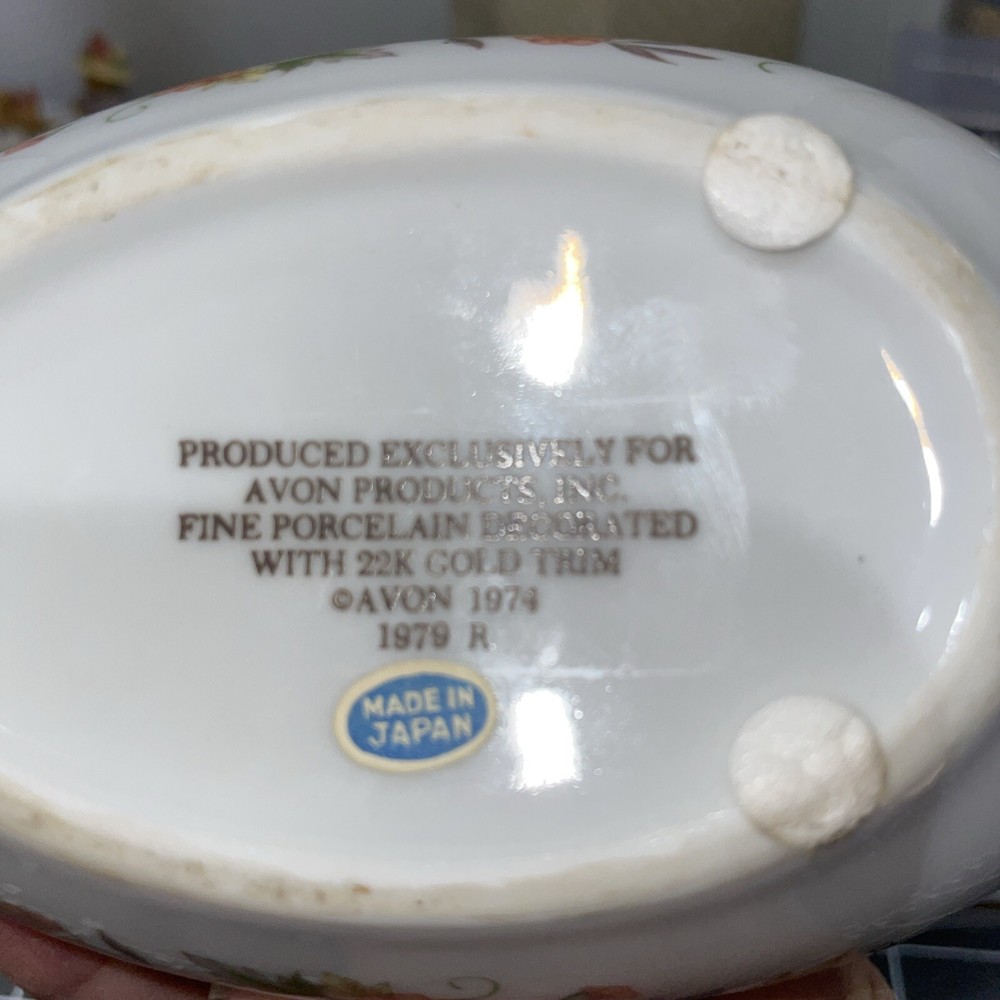 PRODUCED EXCLUSIVELY FOR
AVON PRODUCTS, INC.
FINE PORCELAIN DECORATED
WITH 22K GOLD TRIM
©AVON 1974
1979 R.
MADE IN
JAPAN